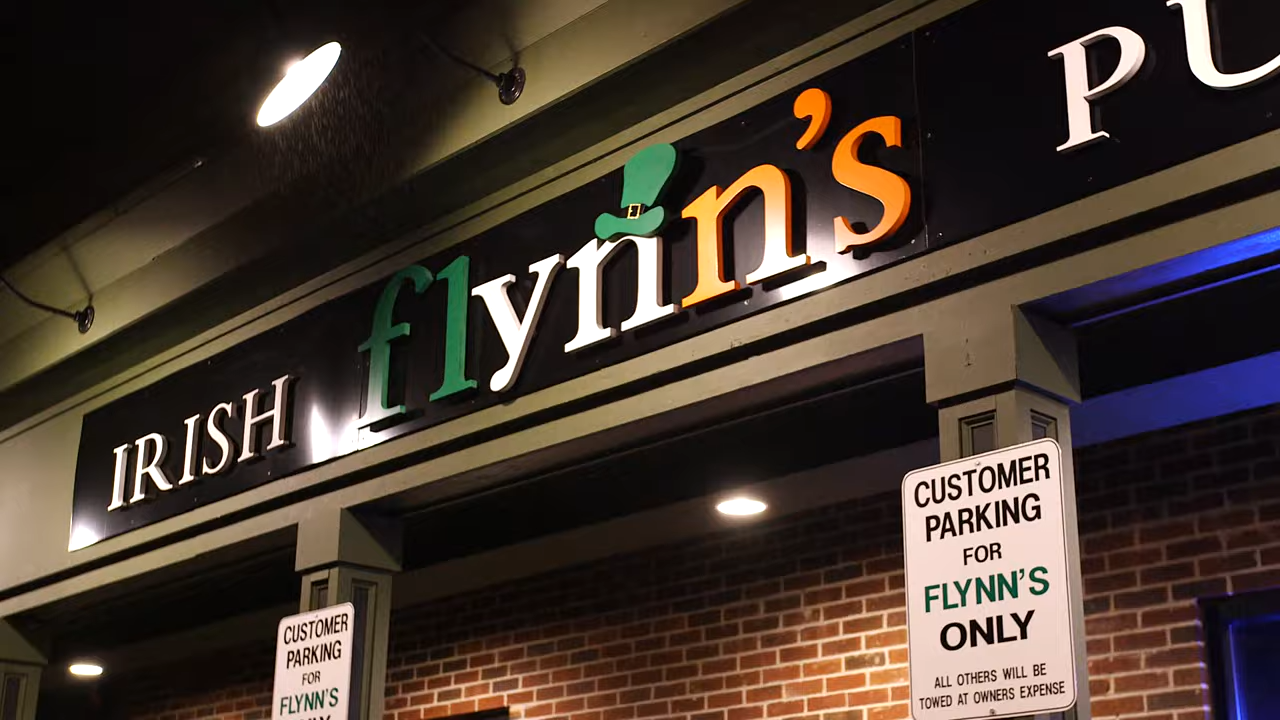 IRISH flynn's PU
CUSTOMER
PARKING
FOR
FLYNN'S
ONLY
ALL OTHERS WILL BE
TOWED AT OWNERS EXPENSE
CUSTOMER
PARKING
FOR
FLYNN'S